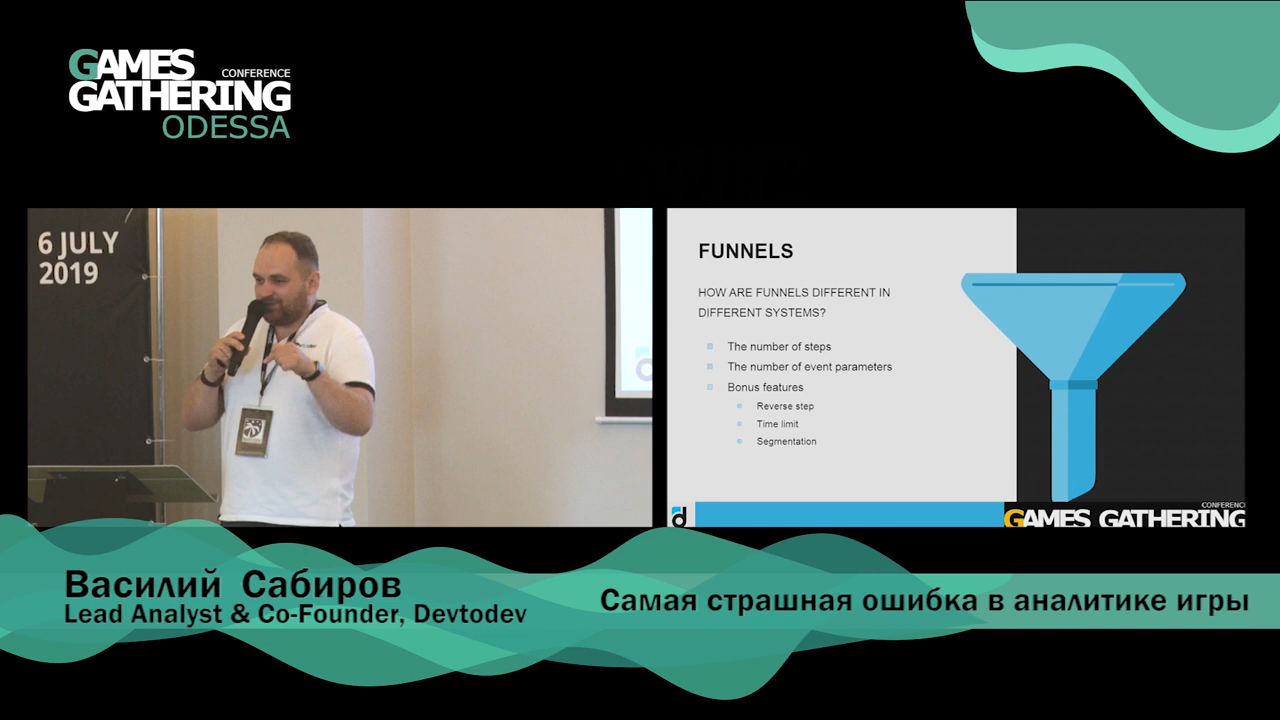 GAMES
CONFERENCE
GATHERING
ODESSA
6 JULY
2019
FUNNELS
HOW ARE FUNNELS DIFFERENT IN
DIFFERENT SYSTEMS?
The number of steps
The number of event parameters
Bonus features
Reverse step
Time limit
Segmentation
d
CONFERENC
GAMES GATHERING
Василий Сабиров
Lead Analyst & Co-Founder, Devtodev
Самая страшная ошибка в аналитике игры